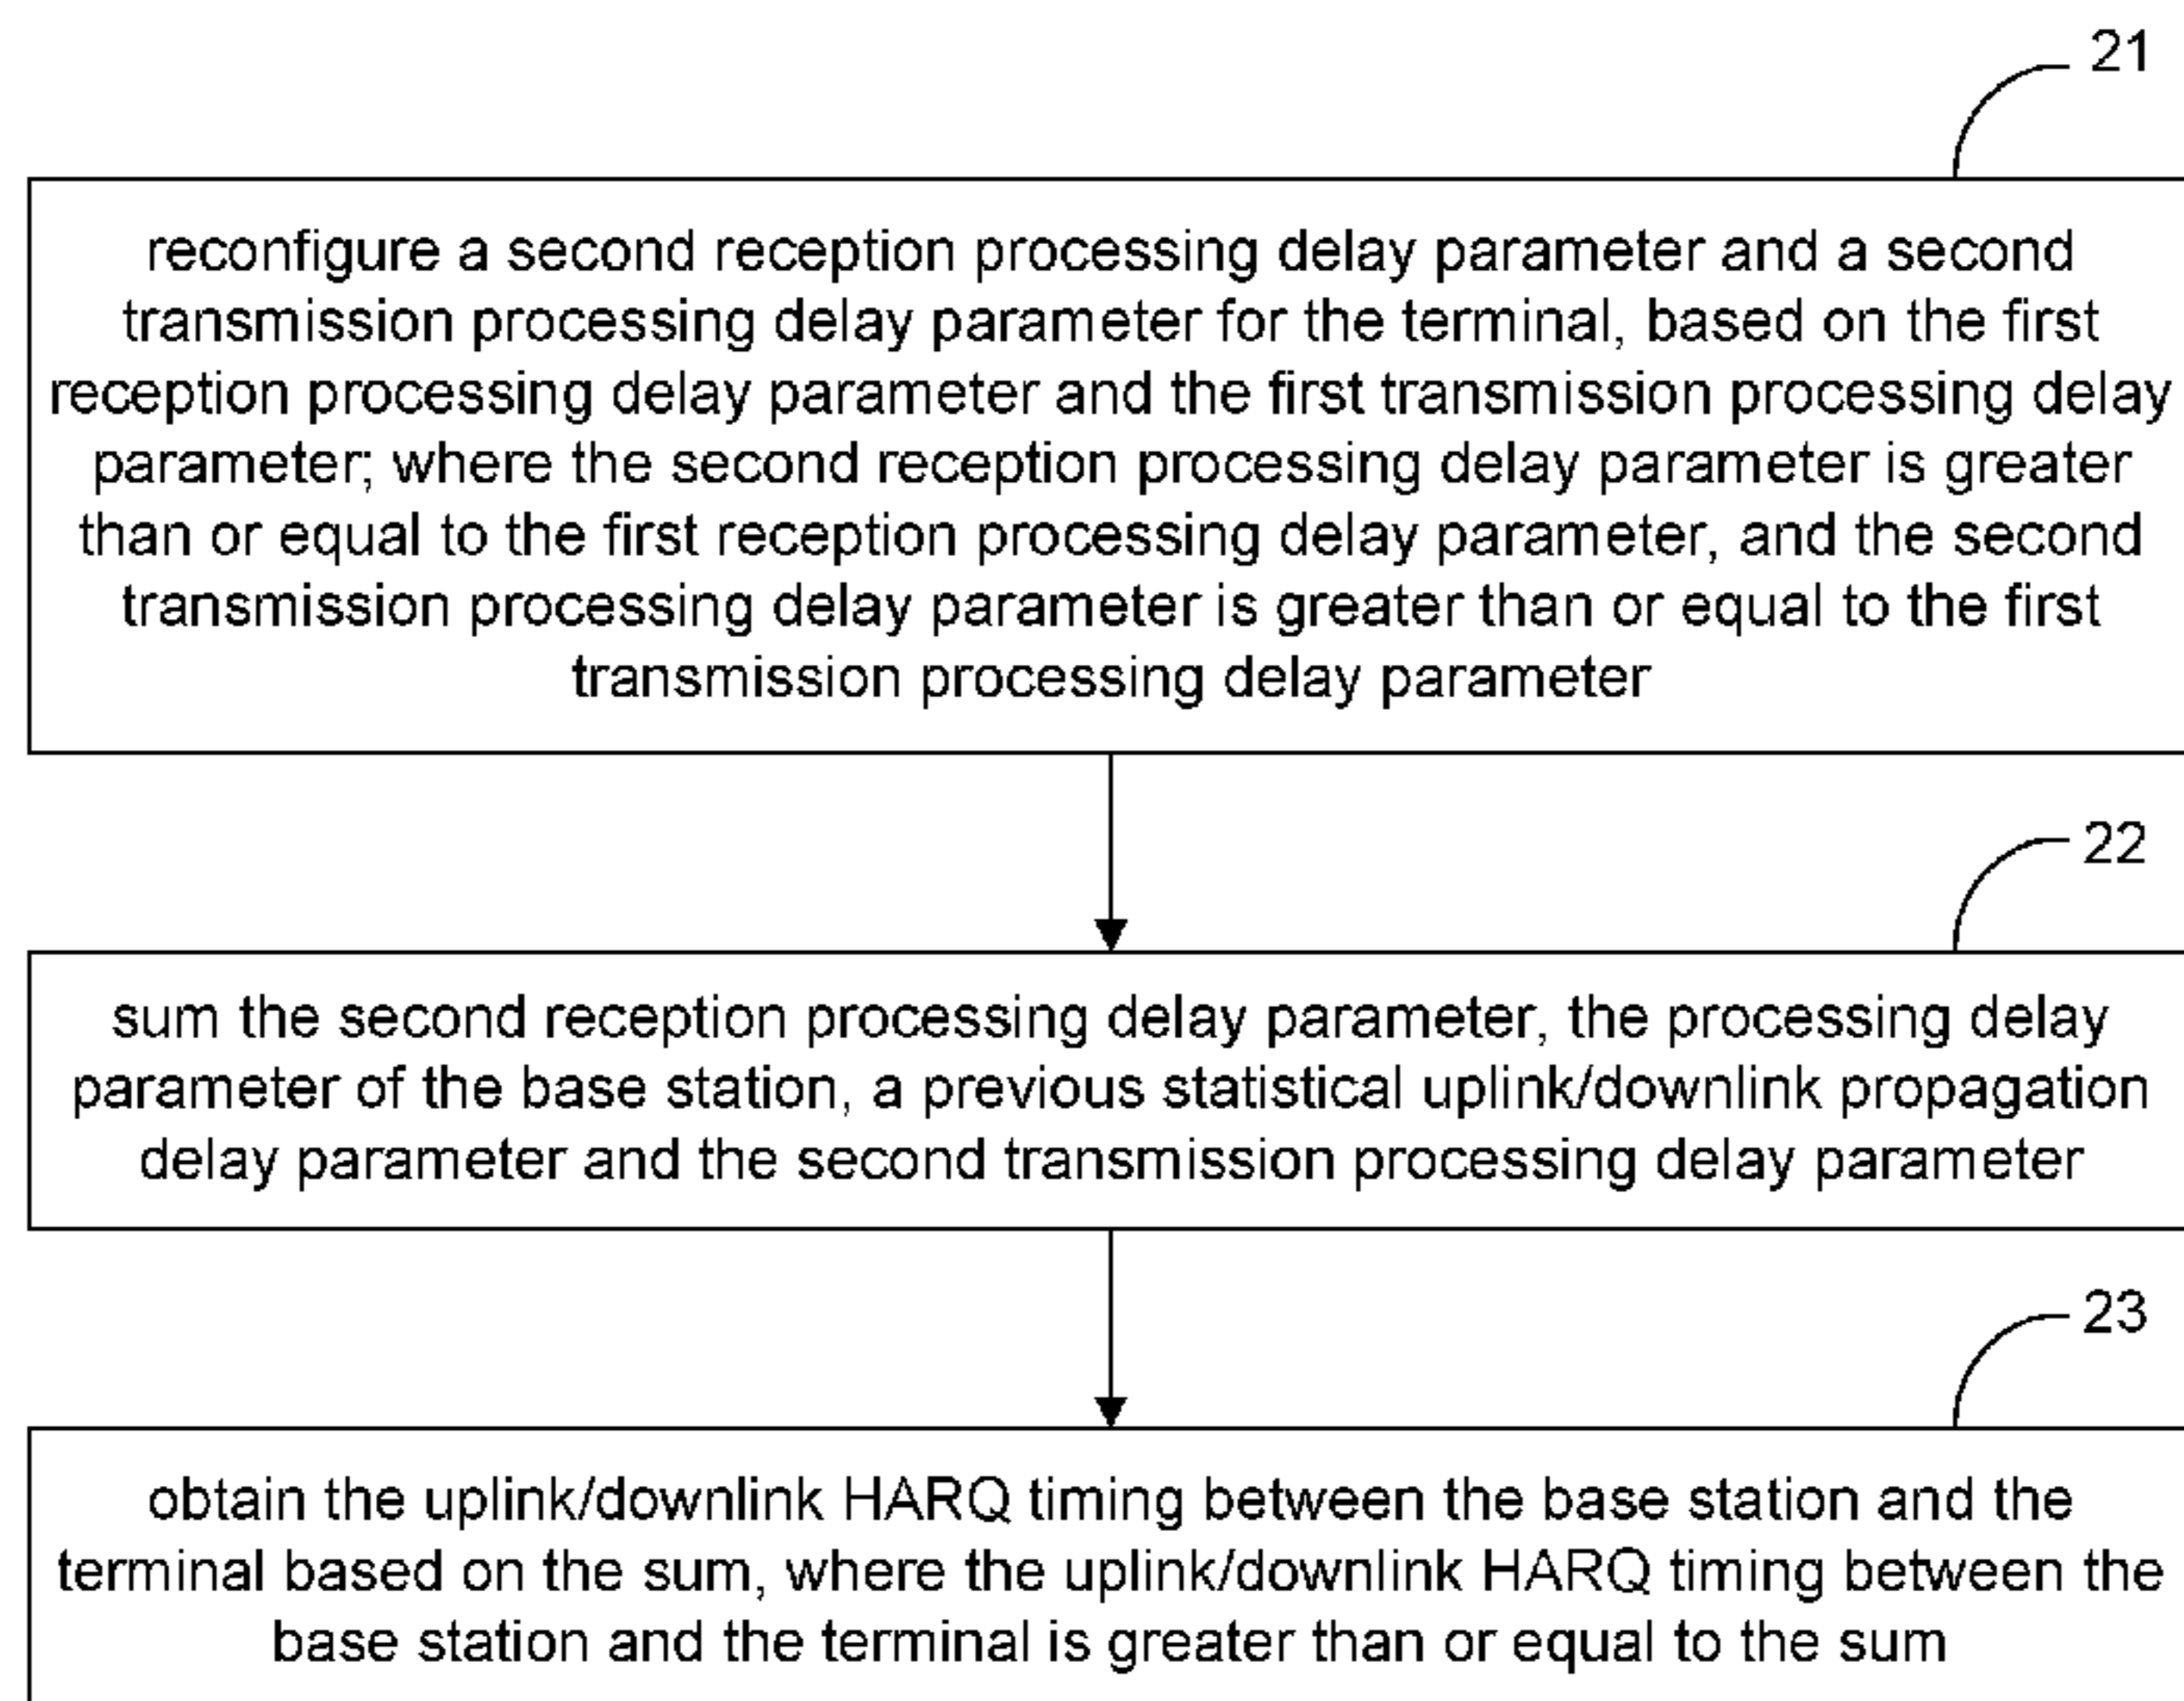 21
reconfigure a second reception processing delay parameter and a second
transmission processing delay parameter for the terminal, based on the first
reception processing delay parameter and the first transmission processing delay
parameter; where the second reception processing delay parameter is greater
than or equal to the first reception processing delay parameter, and the second
transmission processing delay parameter is greater than or equal to the first
transmission processing delay parameter
22
sum the second reception processing delay parameter, the processing delay
parameter of the base station, a previous statistical uplink/downlink propagation
delay parameter and the second transmission processing delay parameter
23
obtain the uplink/downlink HARQ timing between the base station and the
terminal based on the sum, where the uplink/downlink HARQ timing between the
base station and the terminal is greater than or equal to the sum